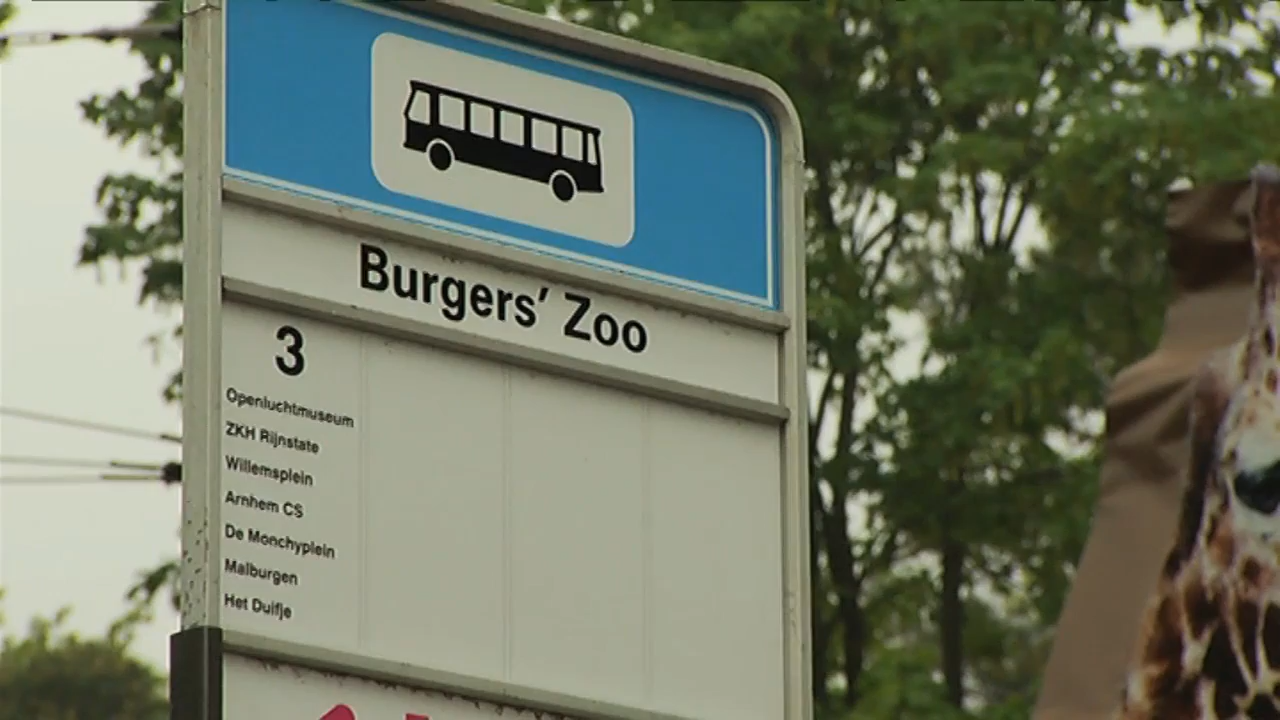 Burgers' Zoo
3
Openluchtmuseum
ZKH Rijnstate
Willemsplein
Arnhem CS
De Monchyplein
Malburgen
Het Duifje